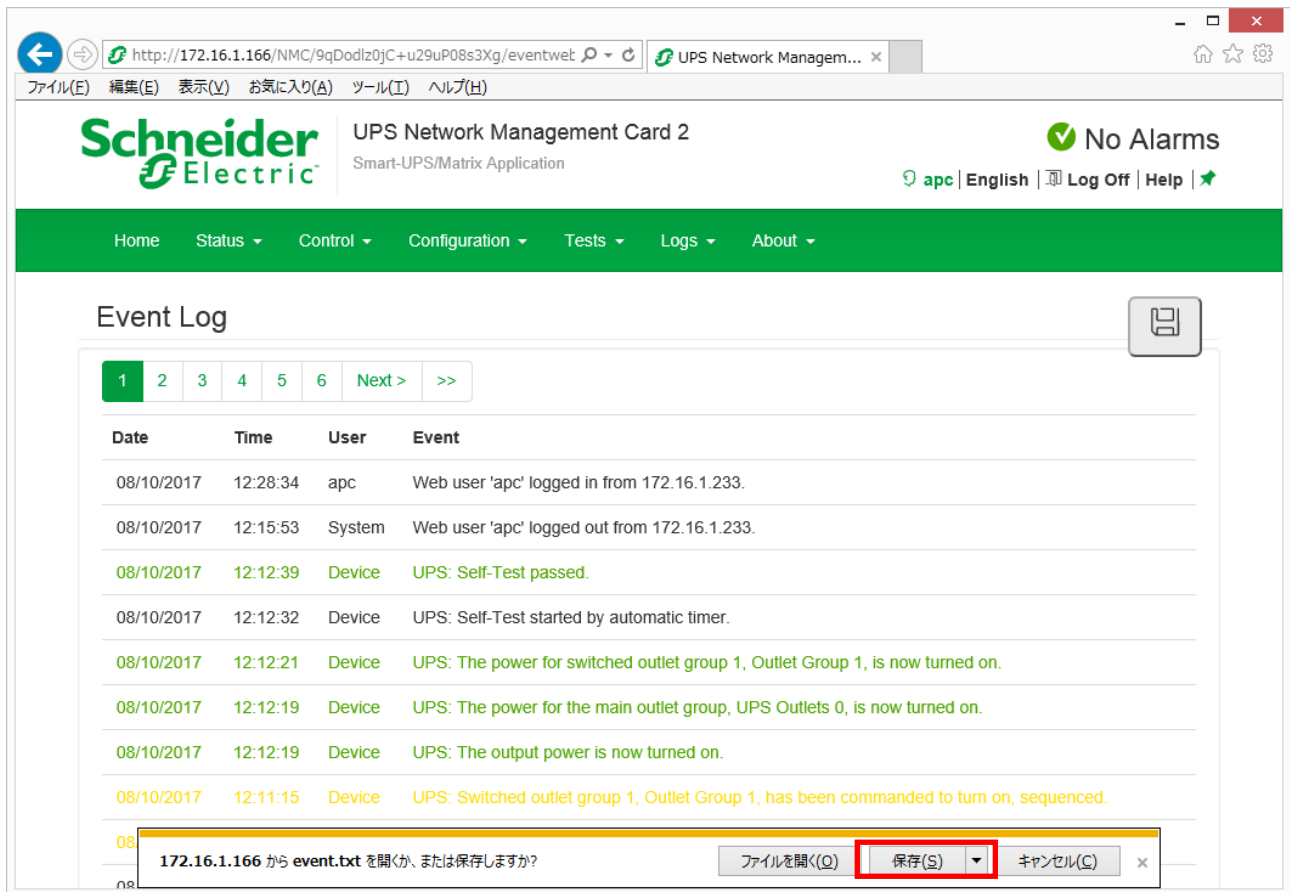 http://172.16.1.166/NMC/9qDodlz0jC+u29uP08s3Xg/eventweb
UPS Network Managem... ×
ファイル(F) 編集(E) 表示(V) お気に入り(A) ツール(T) ヘルプ(H)
Schneider Electric
UPS Network Management Card 2
Smart-UPS/Matrix Application
No Alarms
apc | English | Log Off | Help |
Home Status Control Configuration Tests Logs About
Event Log
1 2 3 4 5 6 Next > >>
Date Time User Event
08/10/2017 12:28:34 apc Web user 'apc' logged in from 172.16.1.233.
08/10/2017 12:15:53 System Web user 'apc' logged out from 172.16.1.233.
08/10/2017 12:12:39 Device UPS: Self-Test passed.
08/10/2017 12:12:32 Device UPS: Self-Test started by automatic timer.
08/10/2017 12:12:21 Device UPS: The power for switched outlet group 1, Outlet Group 1, is now turned on.
08/10/2017 12:12:19 Device UPS: The power for the main outlet group, UPS Outlets 0, is now turned on.
08/10/2017 12:12:19 Device UPS: The output power is now turned on.
08/10/2017 12:11:15 Device UPS: Switched outlet group 1, Outlet Group 1, has been commanded to turn on, sequenced.
08
172.16.1.166 から event.txt を開くか、または保存しますか?
ファイルを開く(O) 保存(S) キャンセル(C) ×